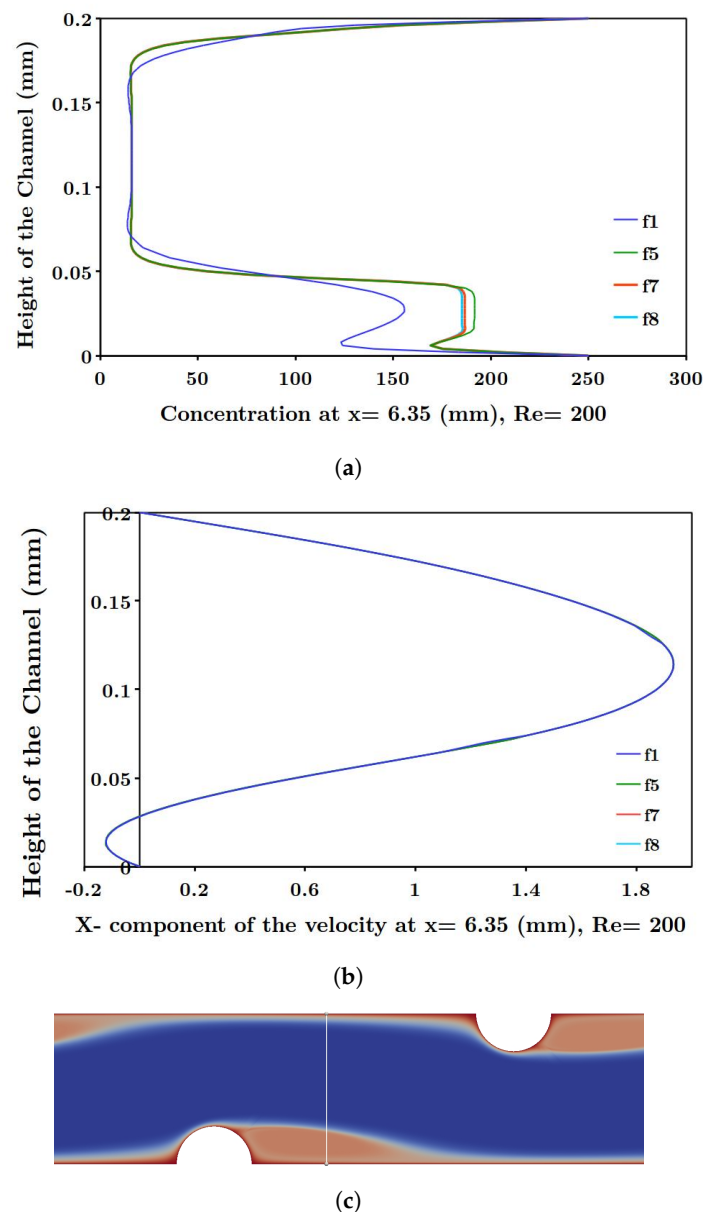 0.2
0.15
0.1
0.05
0
Height of the Channel (mm)
f1
f5
f7
f8
0 50 100 150 200 250 300
Concentration at x= 6.35 (mm), Re= 200
(a)
0.2
0.15
0.1
0.05
0
Height of the Channel (mm)
f1
f5
f7
f8
-0.2 0.2 0.6 1 1.4 1.8
X- component of the velocity at x= 6.35 (mm), Re= 200
(b)
(c)